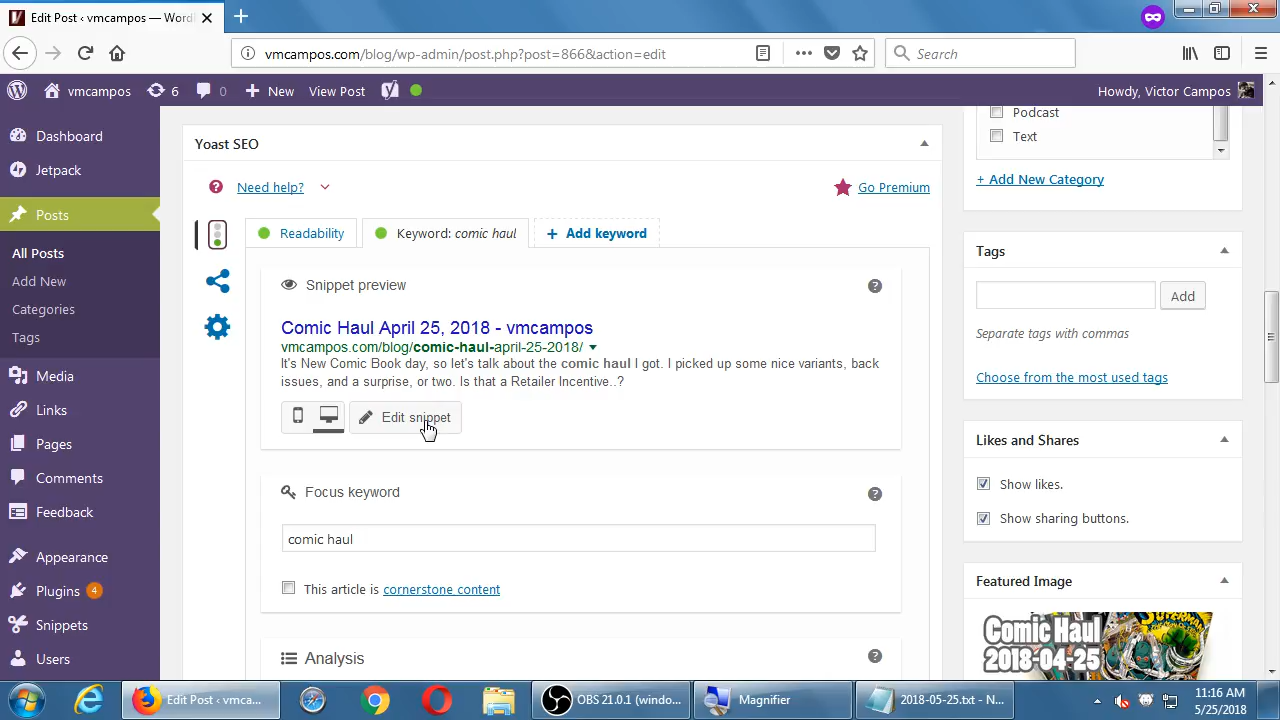 Edit Post ‹ vmcampos — Word
vmcampos.com/blog/wp-admin/post.php?post=866&action=edit
Search
vmcampos
6
0
New
View Post
Howdy, Victor Campos
Dashboard
Jetpack
Posts
All Posts
Add New
Categories
Tags
Media
Links
Pages
Comments
Feedback
Appearance
Plugins 4
Snippets
Users
Yoast SEO
Need help?
Go Premium
Readability
Keyword: comic haul
+ Add keyword
Snippet preview
Comic Haul April 25, 2018 - vmcampos
vmcampos.com/blog/comic-haul-april-25-2018/
It's New Comic Book day, so let's talk about the comic haul I got. I picked up some nice variants, back
issues, and a surprise, or two. Is that a Retailer Incentive..?
Edit snippet
Focus keyword
comic haul
This article is cornerstone content
Analysis
Podcast
Text
+ Add New Category
Tags
Add
Separate tags with commas
Choose from the most used tags
Likes and Shares
Show likes.
Show sharing buttons.
Featured Image
Comic Haul
2018-04-25
Edit Post ‹ vmca...
OBS 21.0.1 (windo...
Magnifier
2018-05-25.txt - N...
11:16 AM
5/25/2018